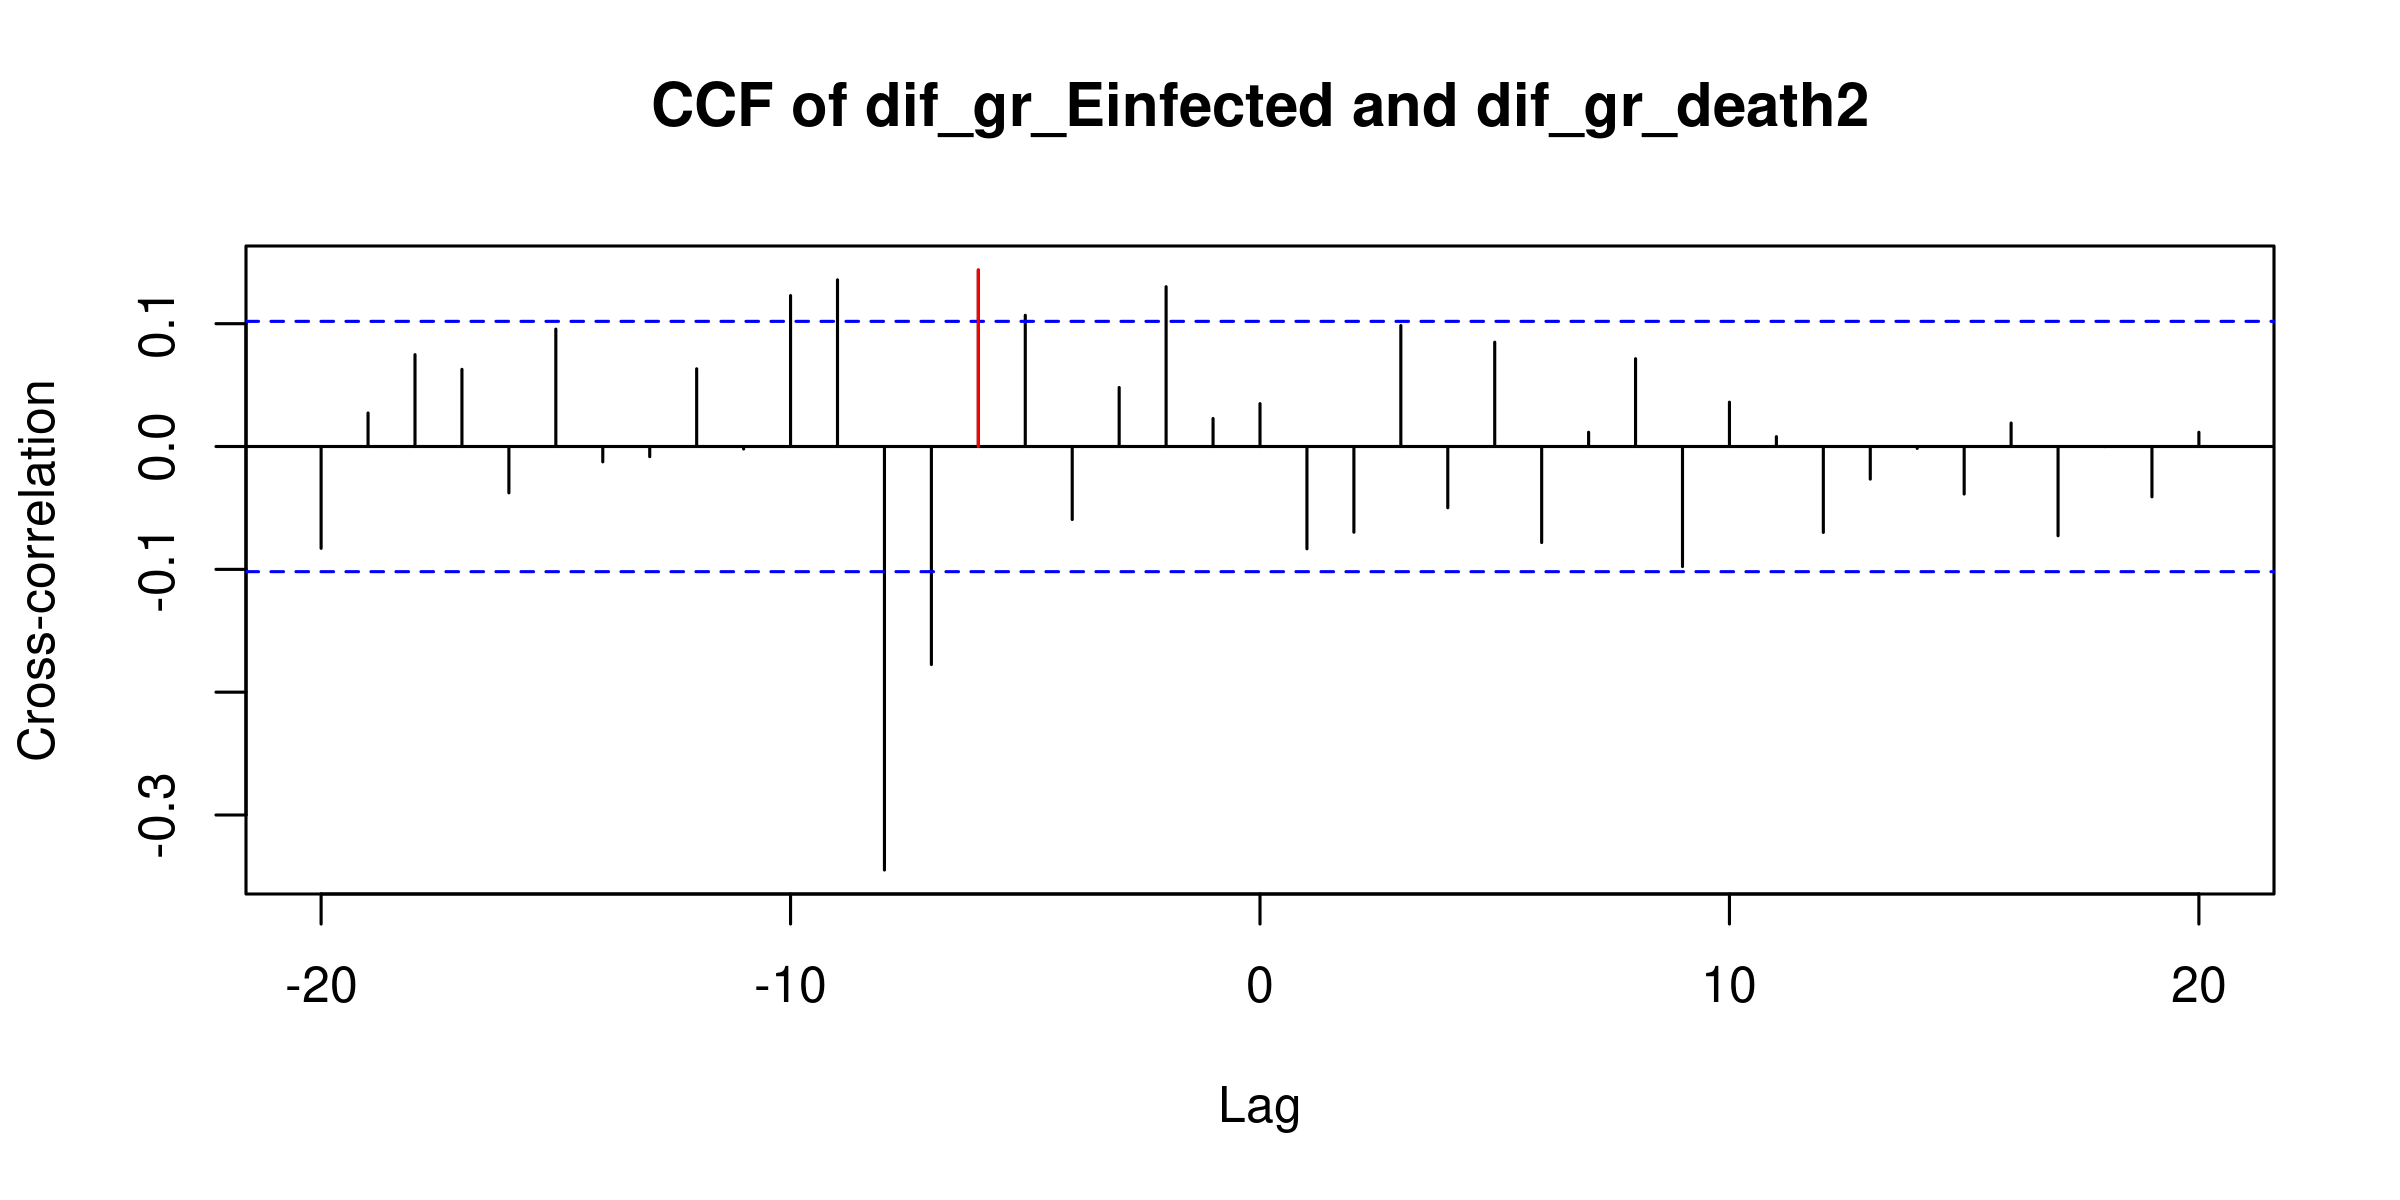 CCF of dif_gr_Einfected and dif_gr_death2
Cross-correlation
0.1
0.0
-0.1
-0.3
-20 -10 0 10 20
Lag